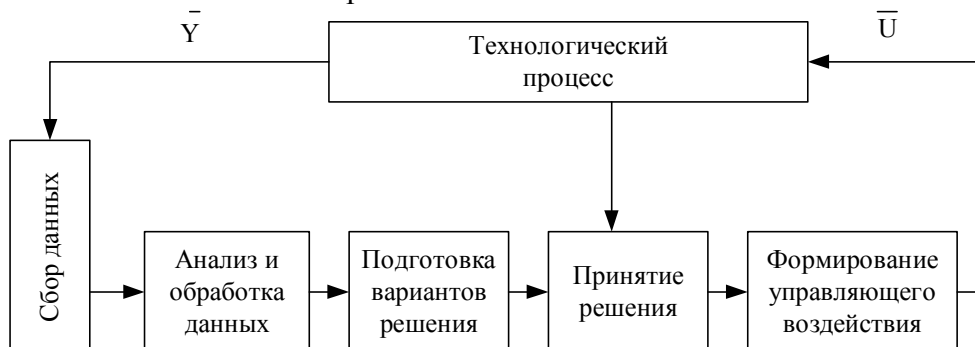 Y̅
U̅
Технологический
процесс
Сбор данных
Анализ и
обработка
данных
Подготовка
вариантов
решения
Принятие
решения
Формирование
управляющего
воздействия